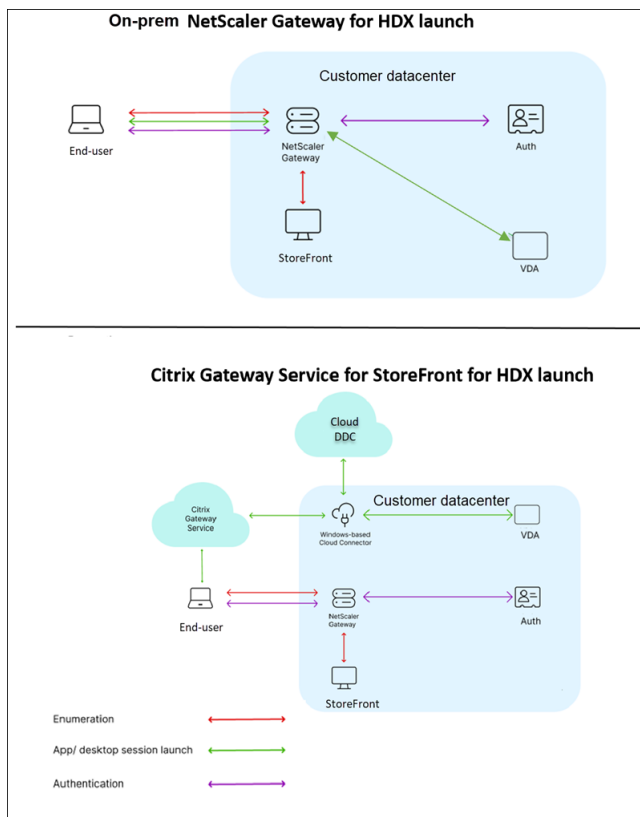 On-prem NetScaler Gateway for HDX launch
Customer datacenter
End-user
NetScaler
Gateway
Auth
StoreFront
VDA
Citrix Gateway Service for StoreFront for HDX launch
Cloud
DDC
Customer datacenter
Citrix
Gateway
Service
Windows-based
Cloud Connector
VDA
End-user
NetScaler
Gateway
Auth
StoreFront
Enumeration
App/ desktop session launch
Authentication